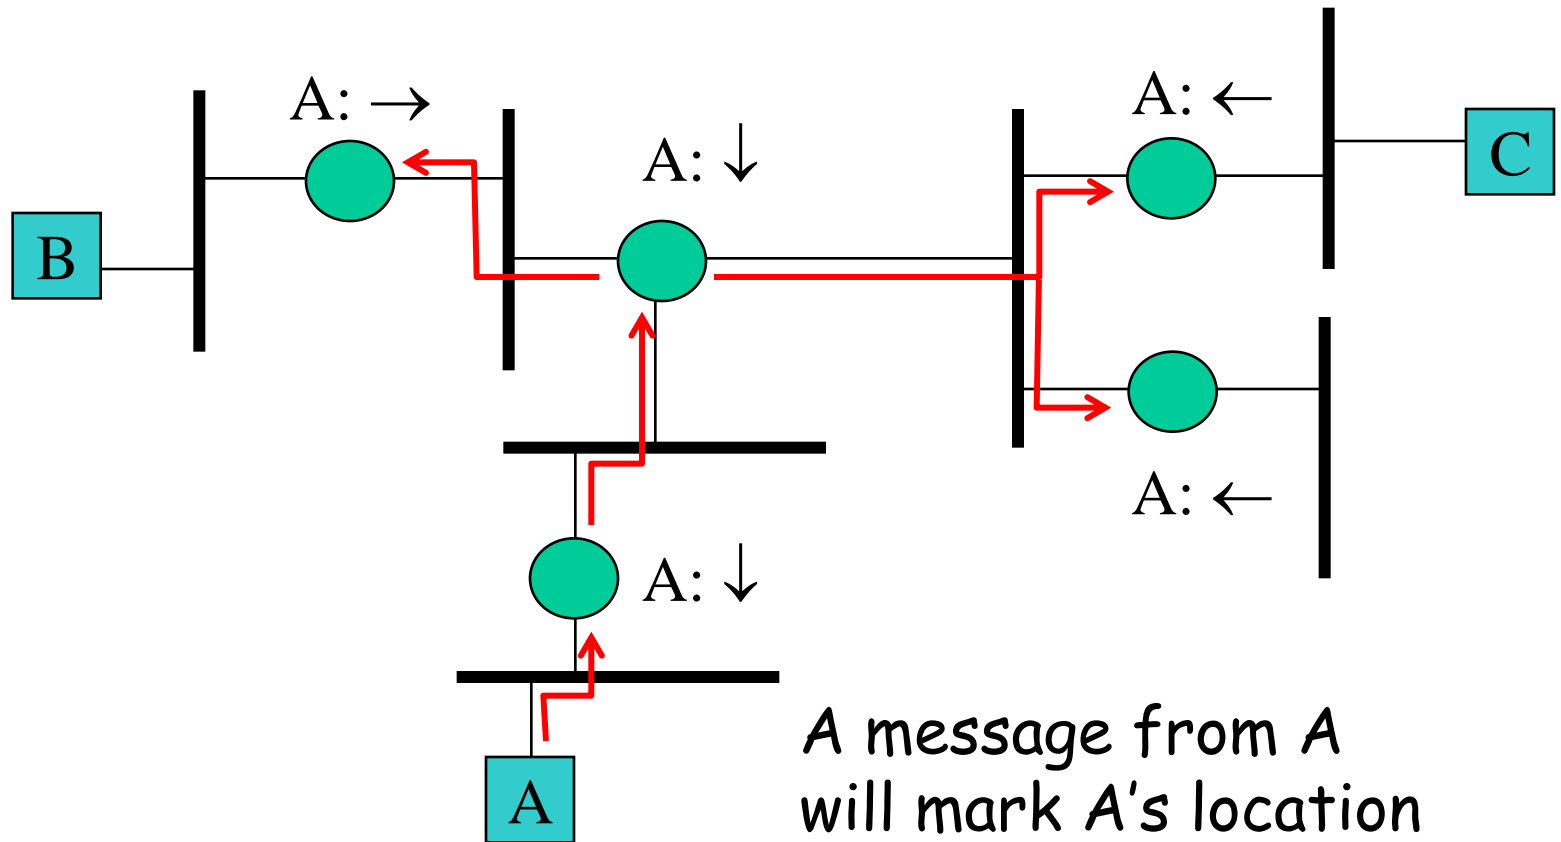 A: →
A: ←
A: ↓
C
B
A: ←
A: ↓
A message from A
will mark A's location
A